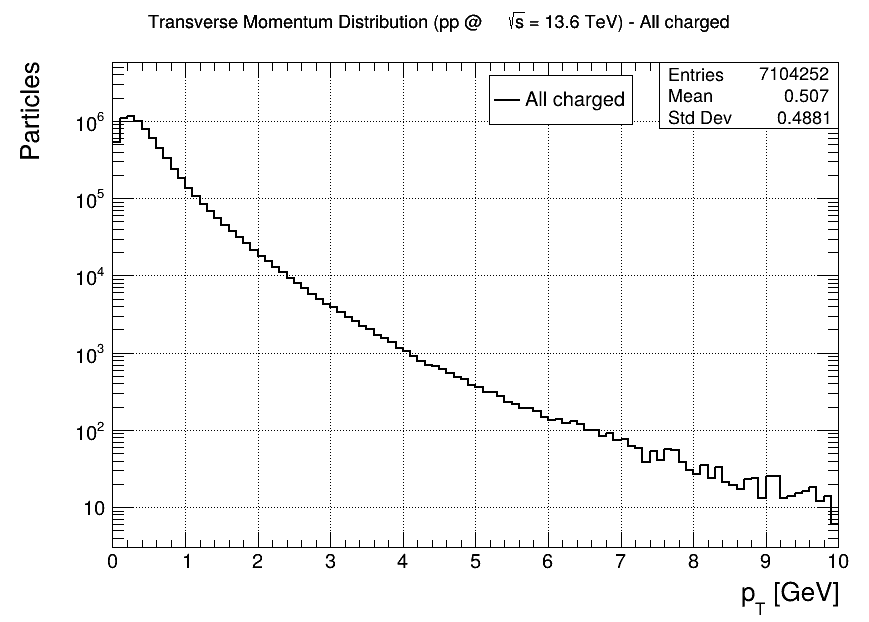 Transverse Momentum Distribution (pp @ √s = 13.6 TeV) - All charged
Particles
All charged
Entries 7104252
Mean 0.507
Std Dev 0.4881
10⁶
10⁵
10⁴
10³
10²
10
0 1 2 3 4 5 6 7 8 9 10
p_T [GeV]